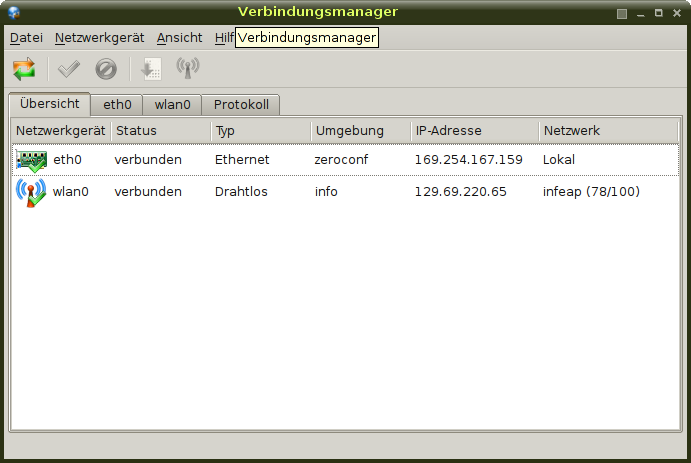 Verbindungsmanager
Datei Netzwerkgerät Ansicht Hilf Verbindungsmanager
Übersicht eth0 wlan0 Protokoll
Netzwerkgerät Status Typ Umgebung IP-Adresse Netzwerk
eth0 verbunden Ethernet zeroconf 169.254.167.159 Lokal
wlan0 verbunden Drahtlos info 129.69.220.65 infeap (78/100)